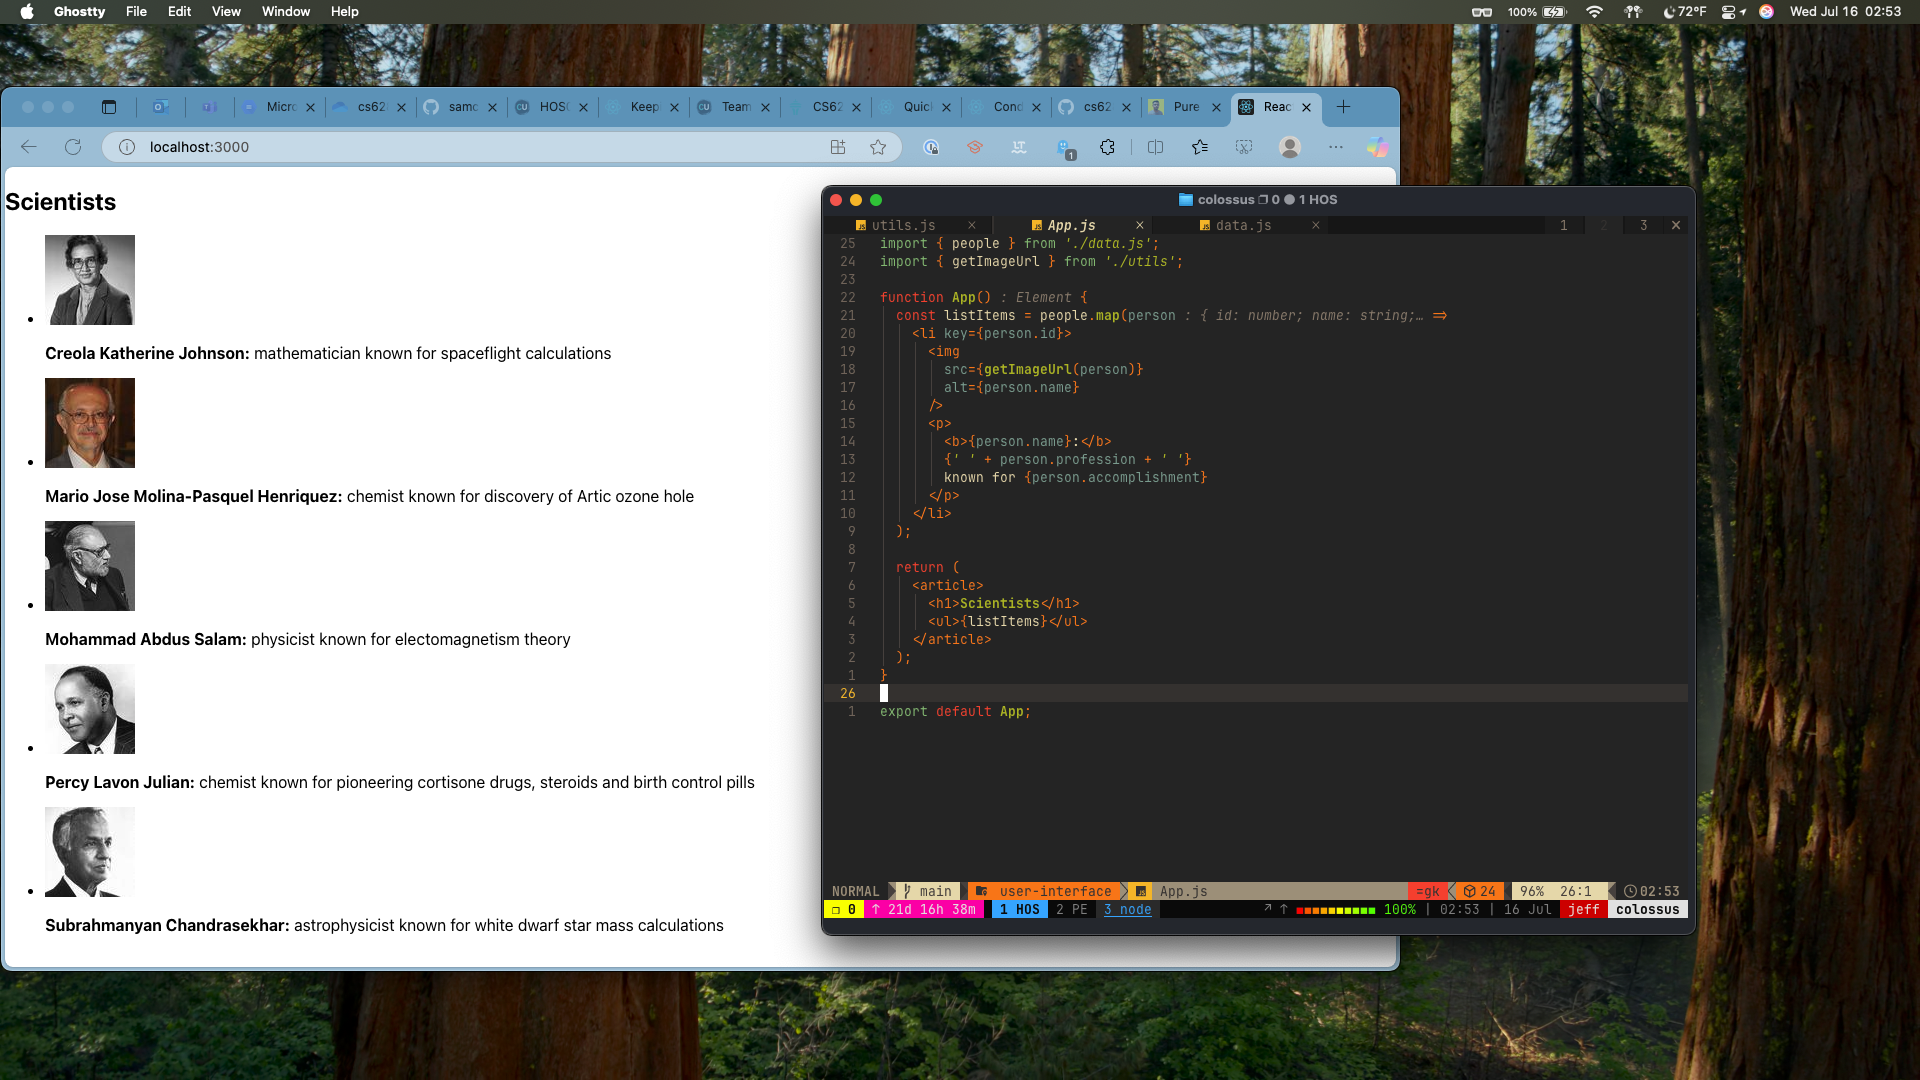 Ghostty File Edit View Window Help 100% 72°F Wed Jul 16 02:53
Micro cs62 samc HOS Keep Team CS62 Quic Cond cs62 Pure Reac
localhost:3000
1
Scientists
Creola Katherine Johnson: mathematician known for spaceflight calculations
Mario Jose Molina-Pasquel Henriquez: chemist known for discovery of Artic ozone hole
Mohammad Abdus Salam: physicist known for electomagnetism theory
Percy Lavon Julian: chemist known for pioneering cortisone drugs, steroids and birth control pills
Subrahmanyan Chandrasekhar: astrophysicist known for white dwarf star mass calculations
colossus 0 1 HOS
utils.js App.js data.js 1 2 3
25 import { people } from './data.js';
24 import { getImageUrl } from './utils';
23
22 function App() : Element {
21 const listItems = people.map(person : { id: number; name: string;… =>
20 <li key={person.id}>
19 <img
18 src={getImageUrl(person)}
17 alt={person.name}
16 />
15 <p>
14 <b>{person.name}:</b>
13 {' ' + person.profession + ' '}
12 known for {person.accomplishment}
11 </p>
10 </li>
9 );
8
7 return (
6 <article>
5 <h1>Scientists</h1>
4 <ul>{listItems}</ul>
3 </article>
2 );
1 }
26
1 export default App;
NORMAL main user-interface App.js =gk 24 96% 26:1 02:53
0 ↑ 21d 16h 38m 1 HOS 2 PE 3 node ↗ ↑ 100% | 02:53 | 16 Jul jeff colossus